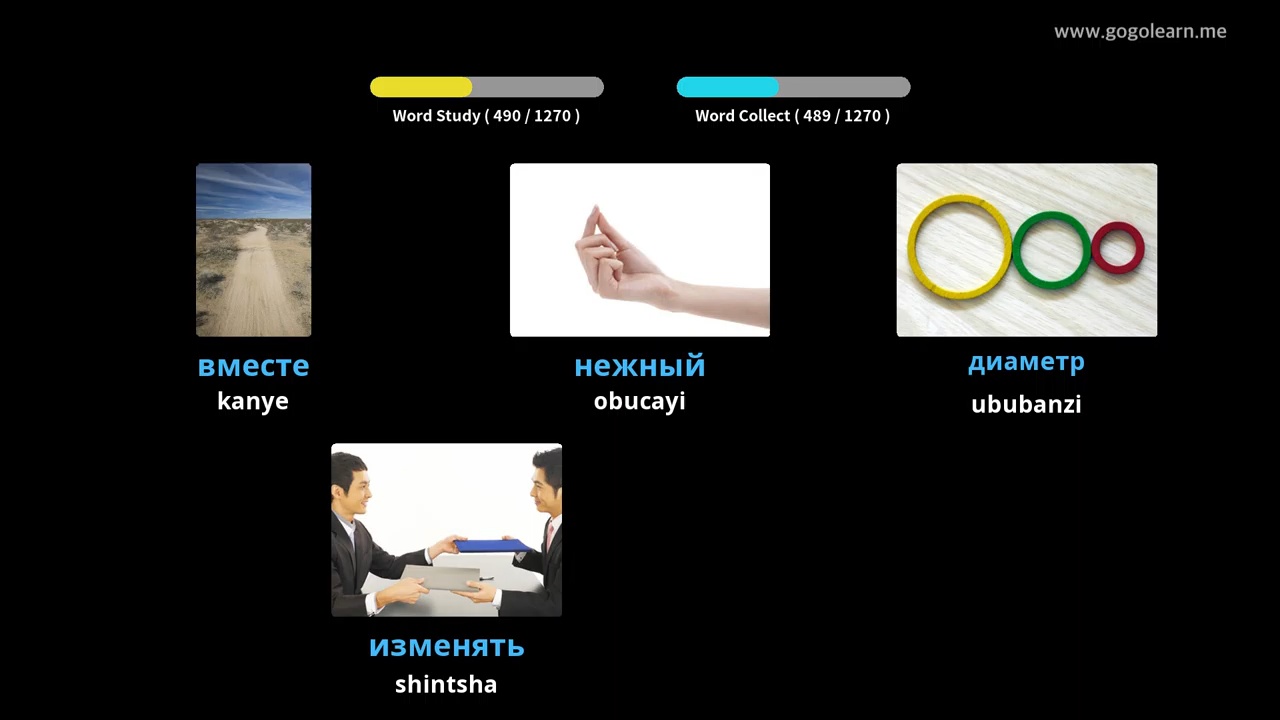 www.gogolearn.me
Word Study ( 490 / 1270 )
Word Collect ( 489 / 1270 )
вместе
kanye
нежный
obucayi
диаметр
ububanzi
изменять
shintsha